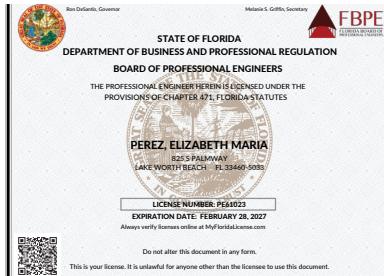 Ron DeSantis, Governor
Melanie S. Griffin, Secretary
FBPE
FLORIDA BOARD OF
PROFESSIONAL ENGINEERS
STATE OF FLORIDA
DEPARTMENT OF BUSINESS AND PROFESSIONAL REGULATION
BOARD OF PROFESSIONAL ENGINEERS
THE PROFESSIONAL ENGINEER HEREIN IS LICENSED UNDER THE
PROVISIONS OF CHAPTER 471, FLORIDA STATUTES
PEREZ, ELIZABETH MARIA
825 S PALMWAY
LAKE WORTH BEACH FL 33460-5033
LICENSE NUMBER: PE61023
EXPIRATION DATE: FEBRUARY 28, 2027
Always verify licenses online at MyFloridaLicense.com
Do not alter this document in any form.
This is your license. It is unlawful for anyone other than the licensee to use this document.